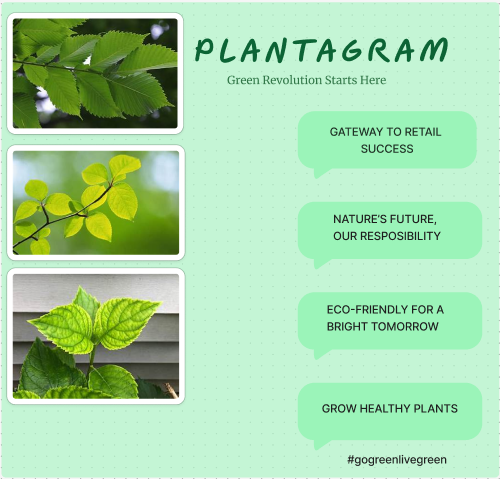 PLANTAGRAM
Green Revolution Starts Here
GATEWAY TO RETAIL
SUCCESS
NATURE'S FUTURE,
OUR RESPOSIBILITY
ECO-FRIENDLY FOR A
BRIGHT TOMORROW
GROW HEALTHY PLANTS
#gogreenlivegreen